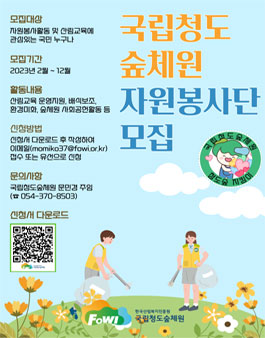 모집대상
자원봉사활동 및 산림교육에
관심있는 국민 누구나
모집기간
2023년 2월 ~ 12월
활동내용
산림교육 운영지원, 배식보조,
환경미화, 숲체원 사회공헌활동 등
신청방법
신청서 다운로드 후 작성하여
이메일(momiko37@fowi.or.kr)
접수 또는 유선으로 신청
문의사항
국립청도숲체원 문민경 주임
(☎ 054-370-8503)
신청서 다운로드
국립청도
숲체원
자원봉사단
모집
국립청도숲체원
FoWI
한국산림복지진흥원
국립청도숲체원